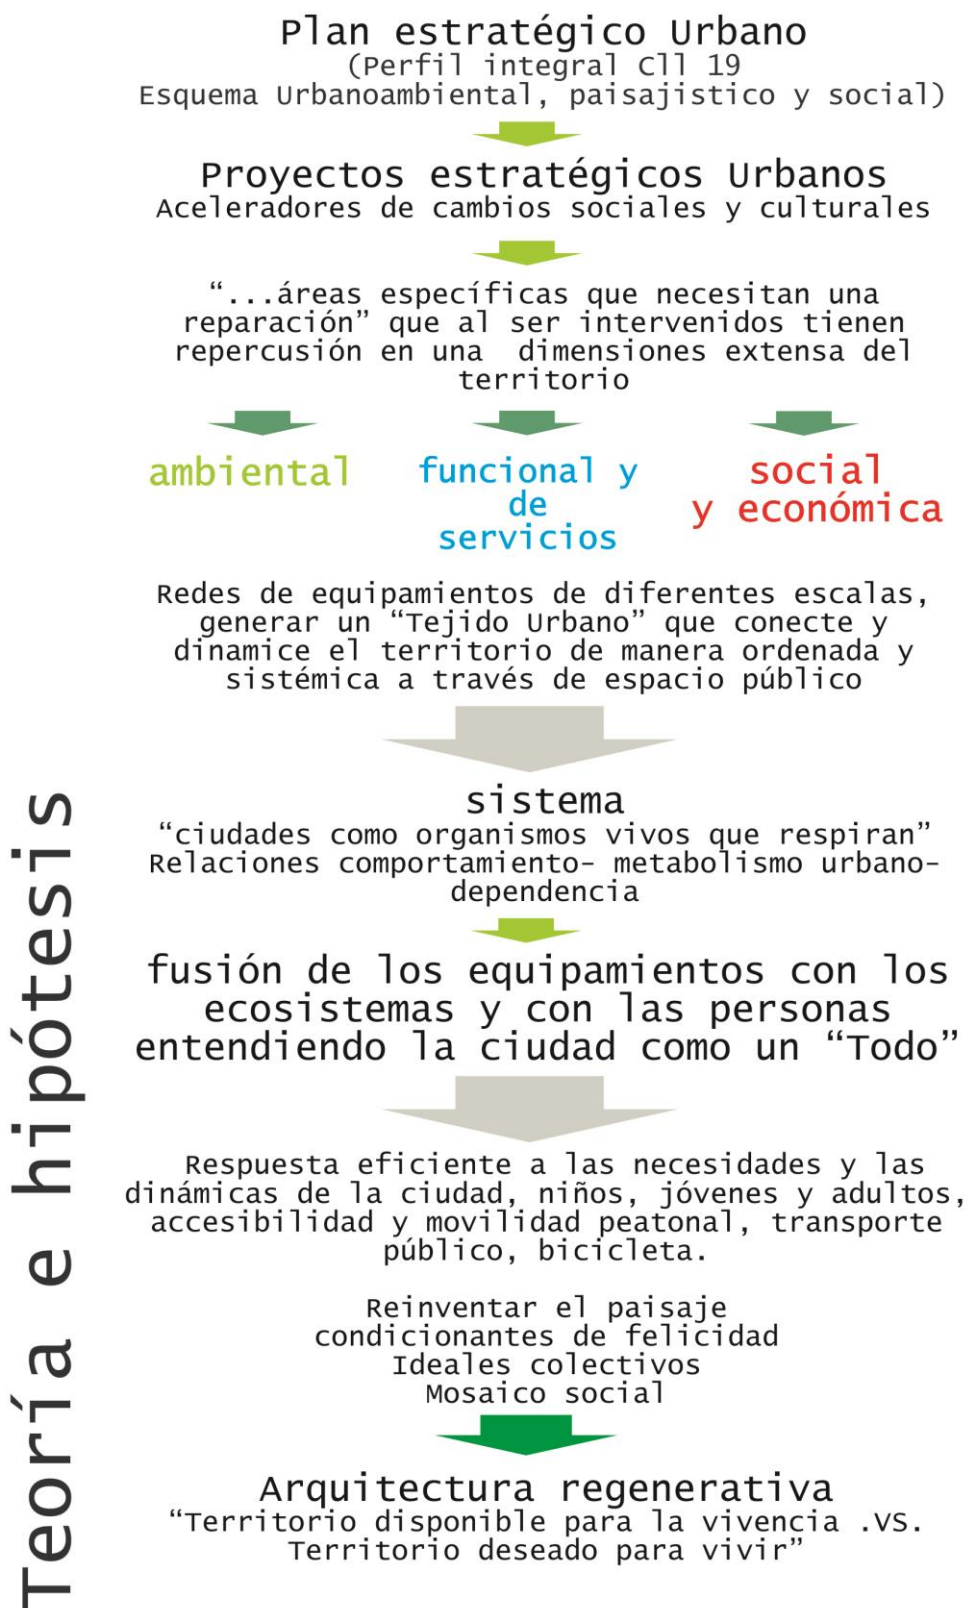 Plan estratégico Urbano
(Perfil integral Cll 19
Esquema Urbanoambiental, paisajistico y social)
Proyectos estratégicos Urbanos
Aceleradores de cambios sociales y culturales
“...áreas específicas que necesitan una
reparación” que al ser intervenidos tienen
repercusión en una dimensiones extensa del
territorio
ambiental
funcional y
de
servicios
social
y económica
Redes de equipamientos de diferentes escalas,
generar un “Tejido Urbano” que conecte y
dinamice el territorio de manera ordenada y
sistémica a través de espacio público
sistema
“ciudades como organismos vivos que respiran”
Relaciones comportamiento- metabolismo urbano-
dependencia
fusión de los equipamientos con los
ecosistemas y con las personas
entendiendo la ciudad como un “Todo”
Respuesta eficiente a las necesidades y las
dinámicas de la ciudad, niños, jóvenes y adultos,
accesibilidad y movilidad peatonal, transporte
público, bicicleta.
Reinventar el paisaje
condicionantes de felicidad
Ideales colectivos
Mosaico social
Arquitectura regenerativa
“Territorio disponible para la vivencia .VS.
Territorio deseado para vivir”
Teoría e hipótesis